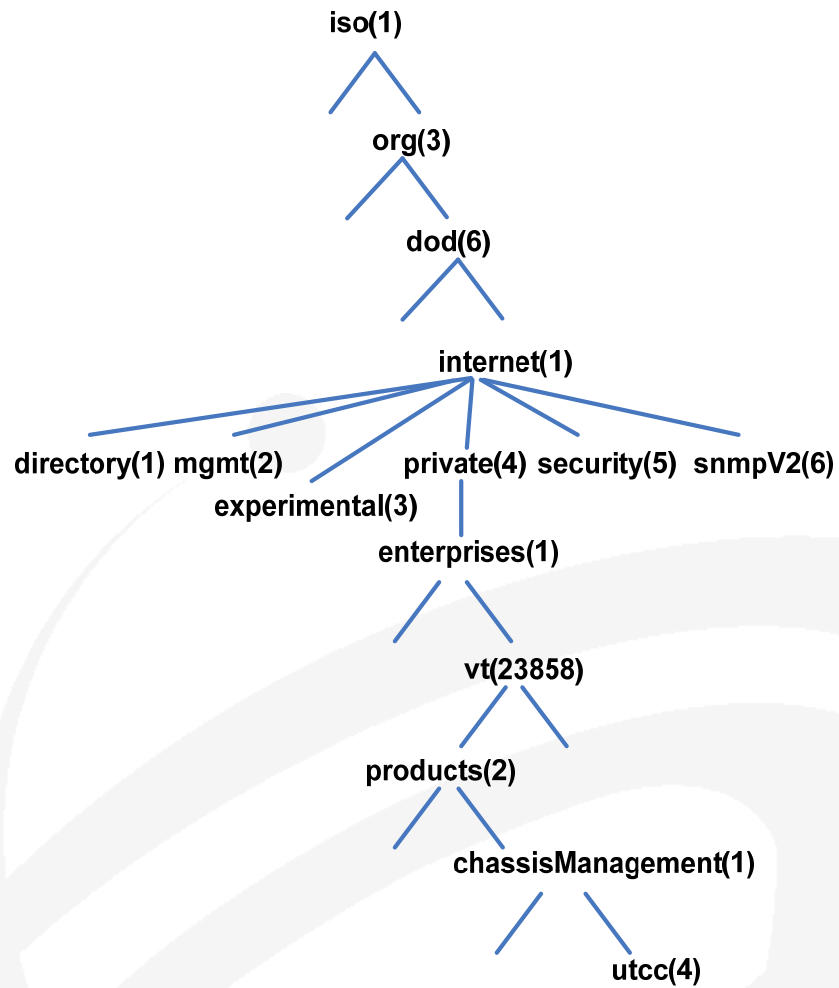 iso(1)
org(3)
dod(6)
internet(1)
directory(1) mgmt(2) private(4) security(5) snmpV2(6)
experimental(3)
enterprises(1)
vt(23858)
products(2)
chassisManagement(1)
utcc(4)